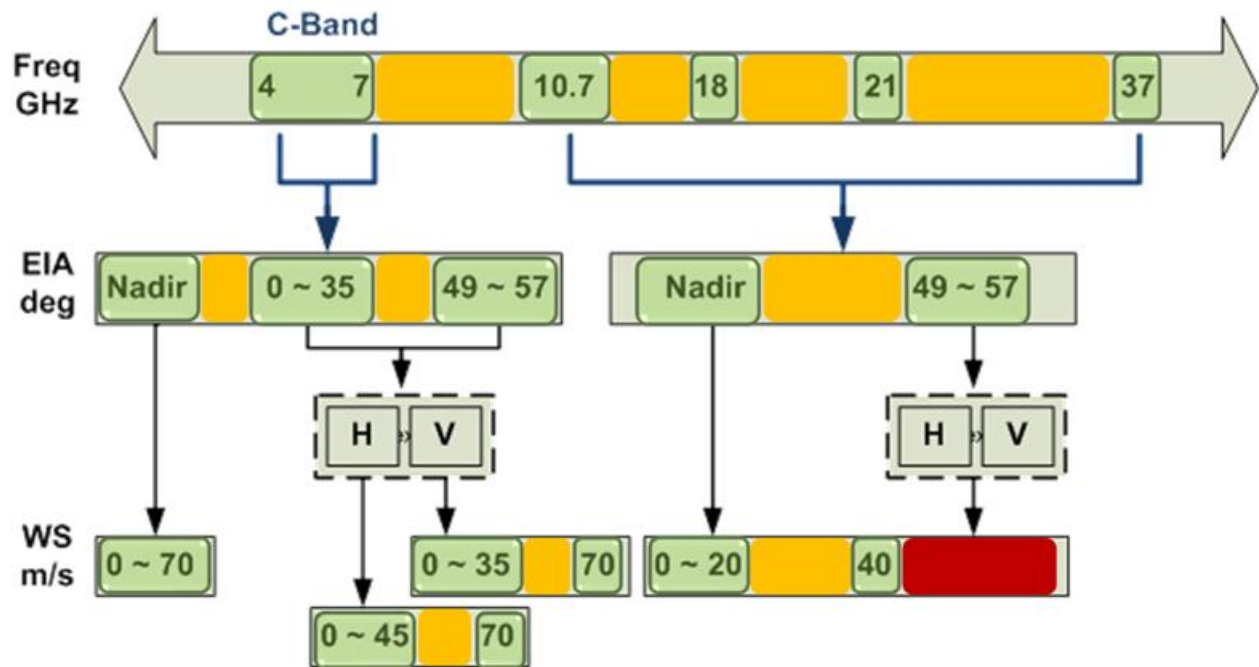 C-Band
Freq GHz
4 7 10.7 18 21 37
EIA deg
Nadir 0 ~ 35 49 ~ 57 Nadir 49 ~ 57
H V H V
WS m/s
0 ~ 70 0 ~ 35 70 0 ~ 20 40
0 ~ 45 70